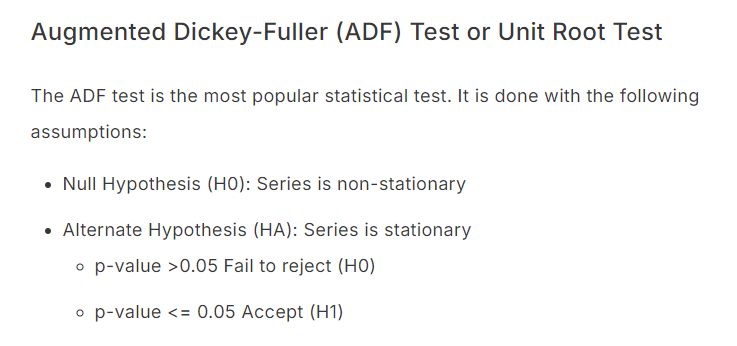 Augmented Dickey-Fuller (ADF) Test or Unit Root Test
The ADF test is the most popular statistical test. It is done with the following
assumptions:
• Null Hypothesis (H0): Series is non-stationary
• Alternate Hypothesis (HA): Series is stationary
◦ p-value >0.05 Fail to reject (H0)
◦ p-value <= 0.05 Accept (H1)